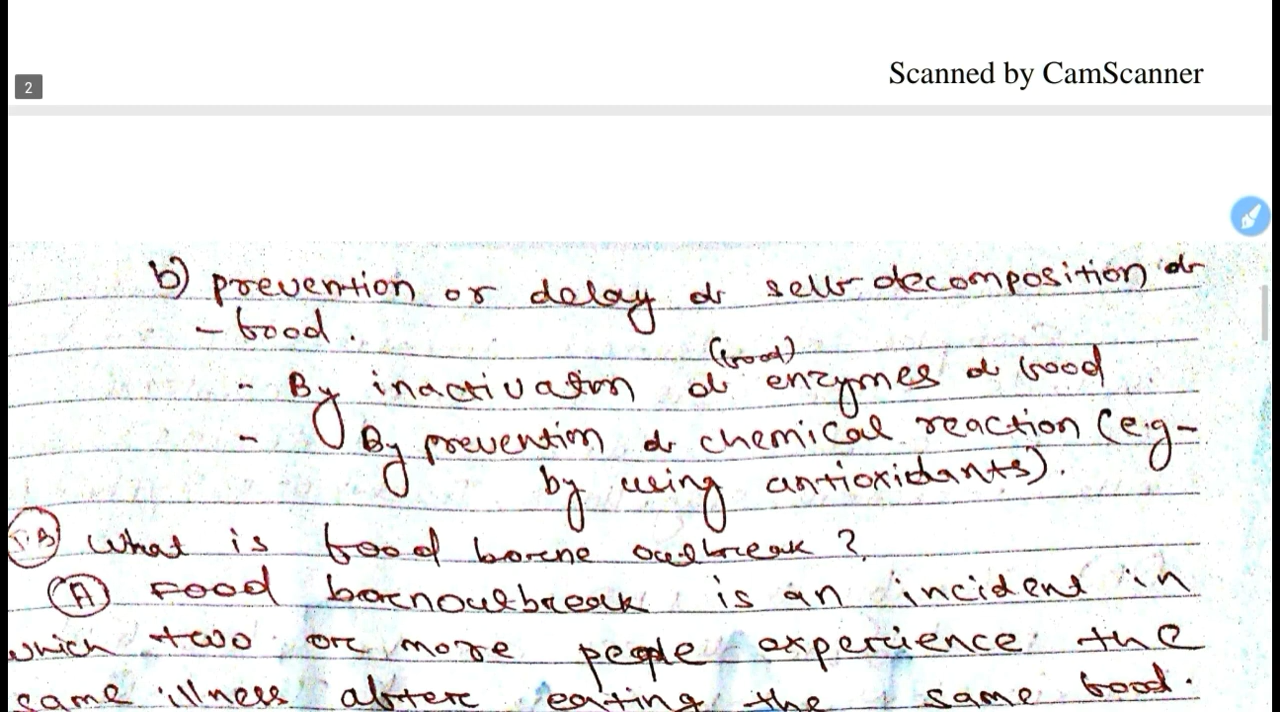 Scanned by CamScanner
2
b) prevention or delay of self decomposition of
- food.
(food)
- By inactivation of enzymes of food
- By prevention of chemical reaction (e.g-
by using antioxidants).
What is food borne outbreak ?
(A) Food bornoutbreak is an incident in
which two or more people experience the
same illness after eating the same food.